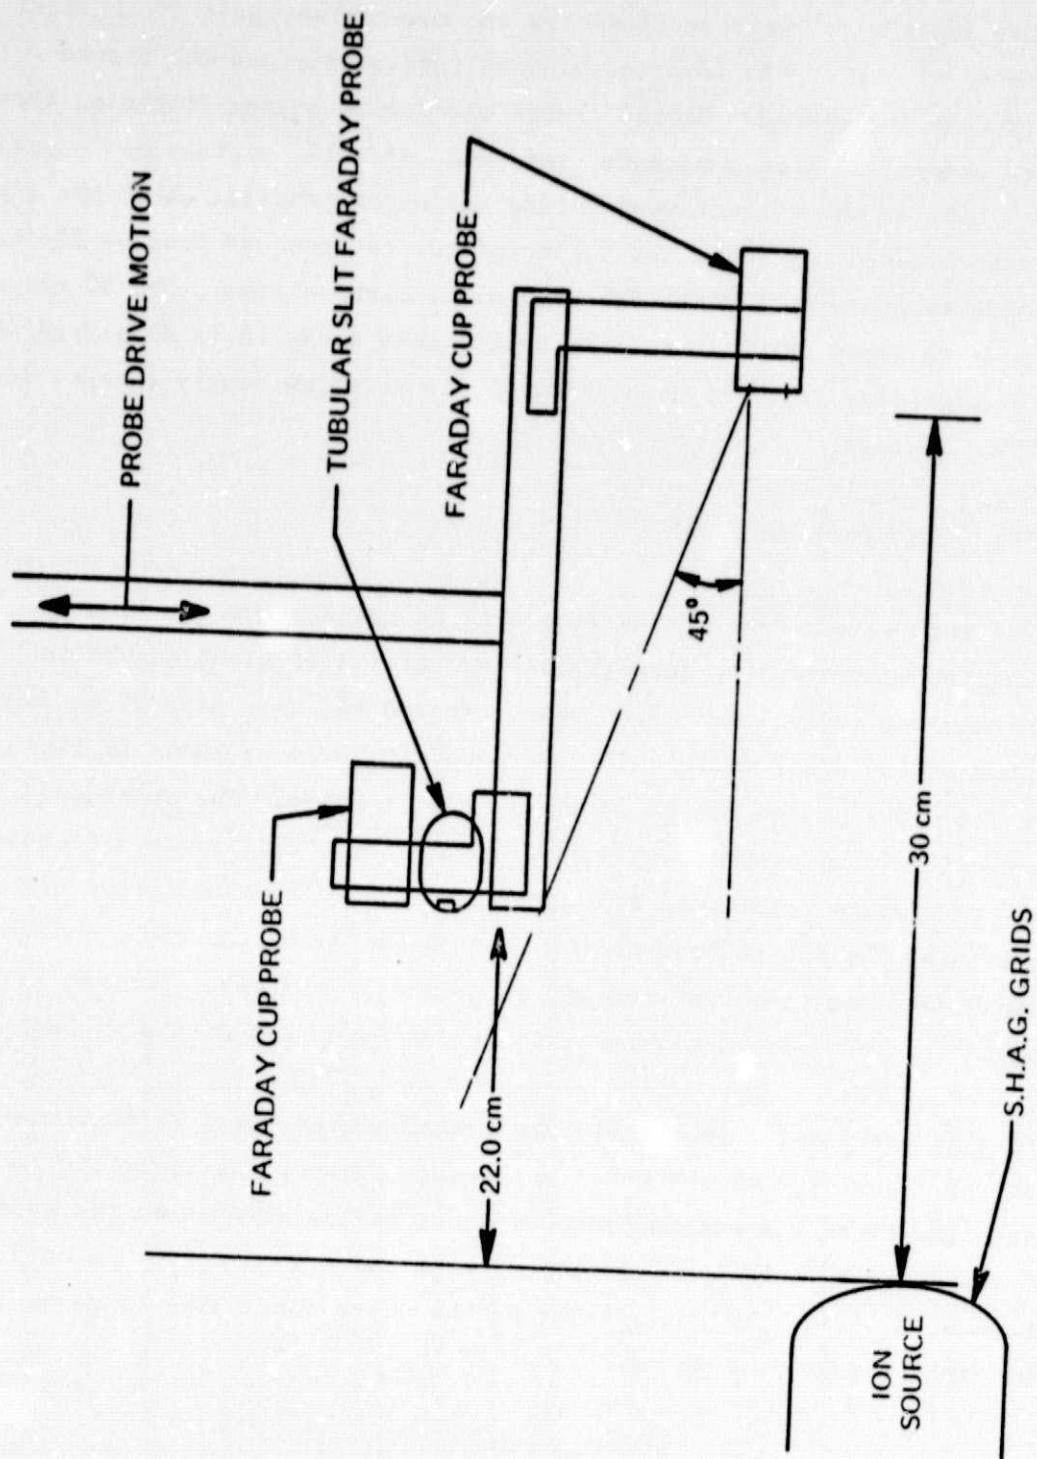 PROBE DRIVE MOTION
TUBULAR SLIT FARADAY PROBE
FARADAY CUP PROBE
FARADAY CUP PROBE
45°
22.0 cm
30 cm
ION
SOURCE
S.H.A.G. GRIDS